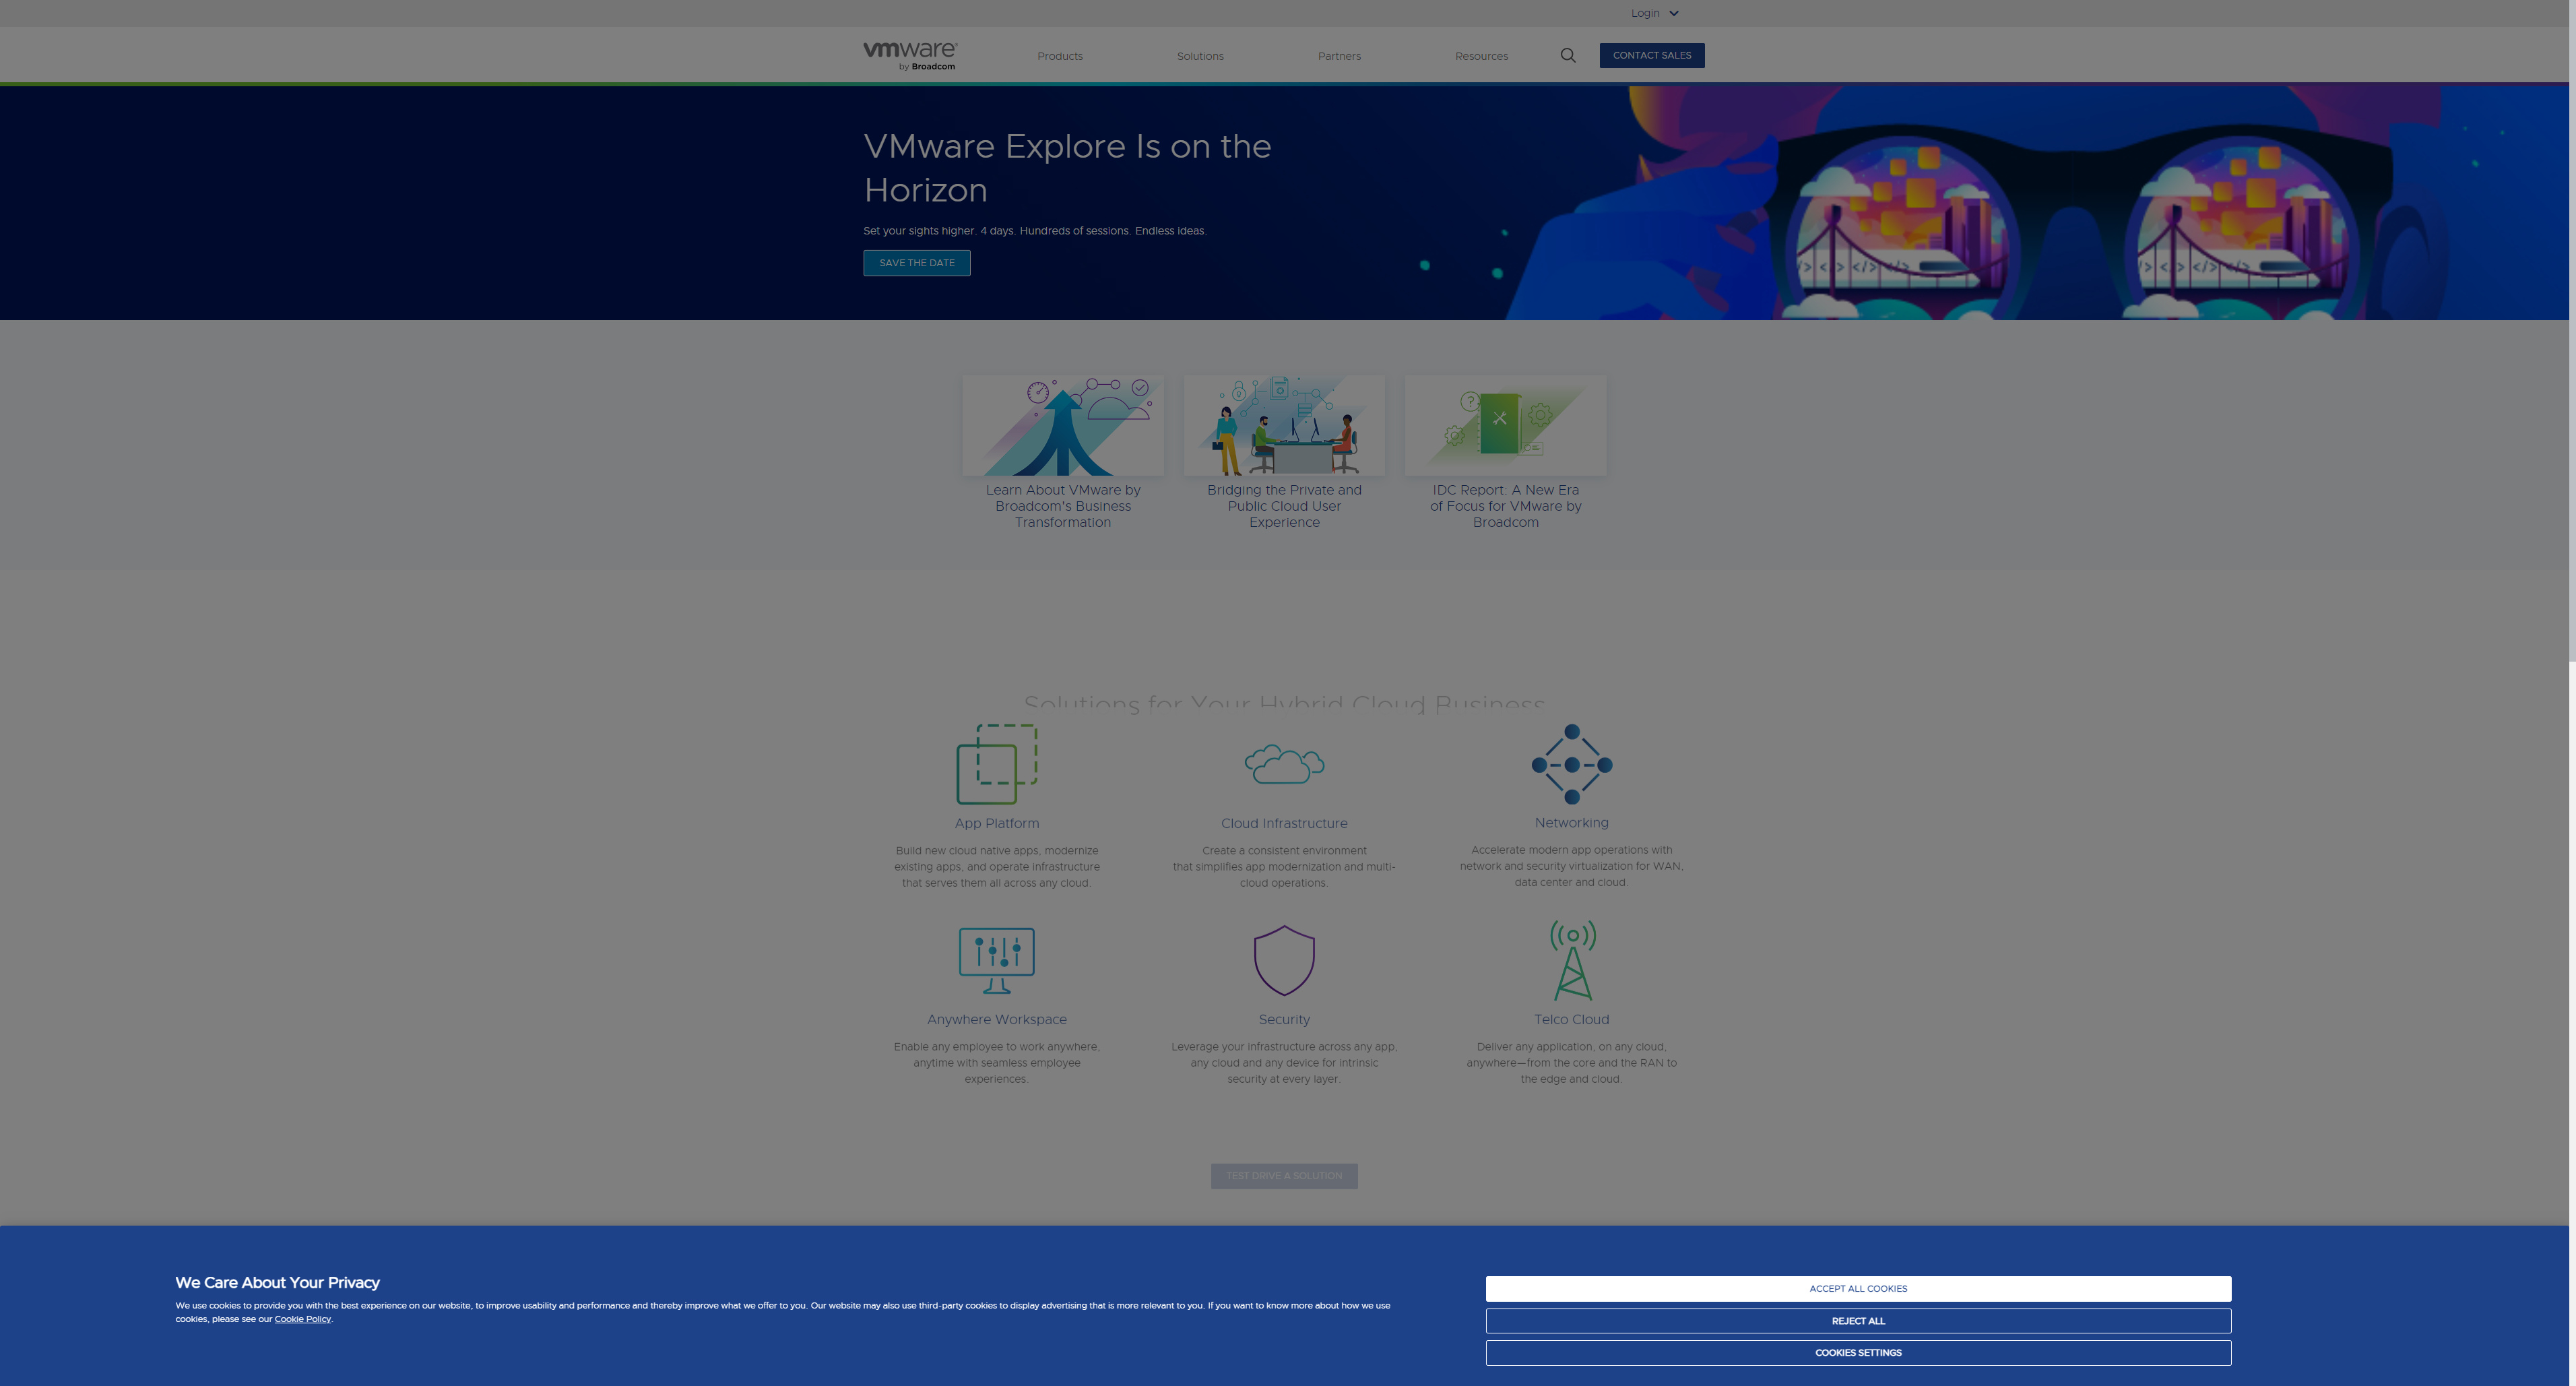 Login
vmware®
by Broadcom
Products
Solutions
Partners
Resources
CONTACT SALES
VMware Explore Is on the
Horizon
Set your sights higher. 4 days. Hundreds of sessions. Endless ideas.
SAVE THE DATE
Learn About VMware by
Broadcom's Business
Transformation
Bridging the Private and
Public Cloud User
Experience
IDC Report: A New Era
of Focus for VMware by
Broadcom
Solutions for Your Hybrid Cloud Business
App Platform
Build new cloud native apps, modernize
existing apps, and operate infrastructure
that serves them all across any cloud.
Cloud Infrastructure
Create a consistent environment
that simplifies app modernization and multi-
cloud operations.
Networking
Accelerate modern app operations with
network and security virtualization for WAN,
data center and cloud.
Anywhere Workspace
Enable any employee to work anywhere,
anytime with seamless employee
experiences.
Security
Leverage your infrastructure across any app,
any cloud and any device for intrinsic
security at every layer.
Telco Cloud
Deliver any application, on any cloud,
anywhere—from the core and the RAN to
the edge and cloud.
TEST DRIVE A SOLUTION
We Care About Your Privacy
We use cookies to provide you with the best experience on our website, to improve usability and performance and thereby improve what we offer to you. Our website may also use third-party cookies to display advertising that is more relevant to you. If you want to know more about how we use
cookies, please see our Cookie Policy.
ACCEPT ALL COOKIES
REJECT ALL
COOKIES SETTINGS